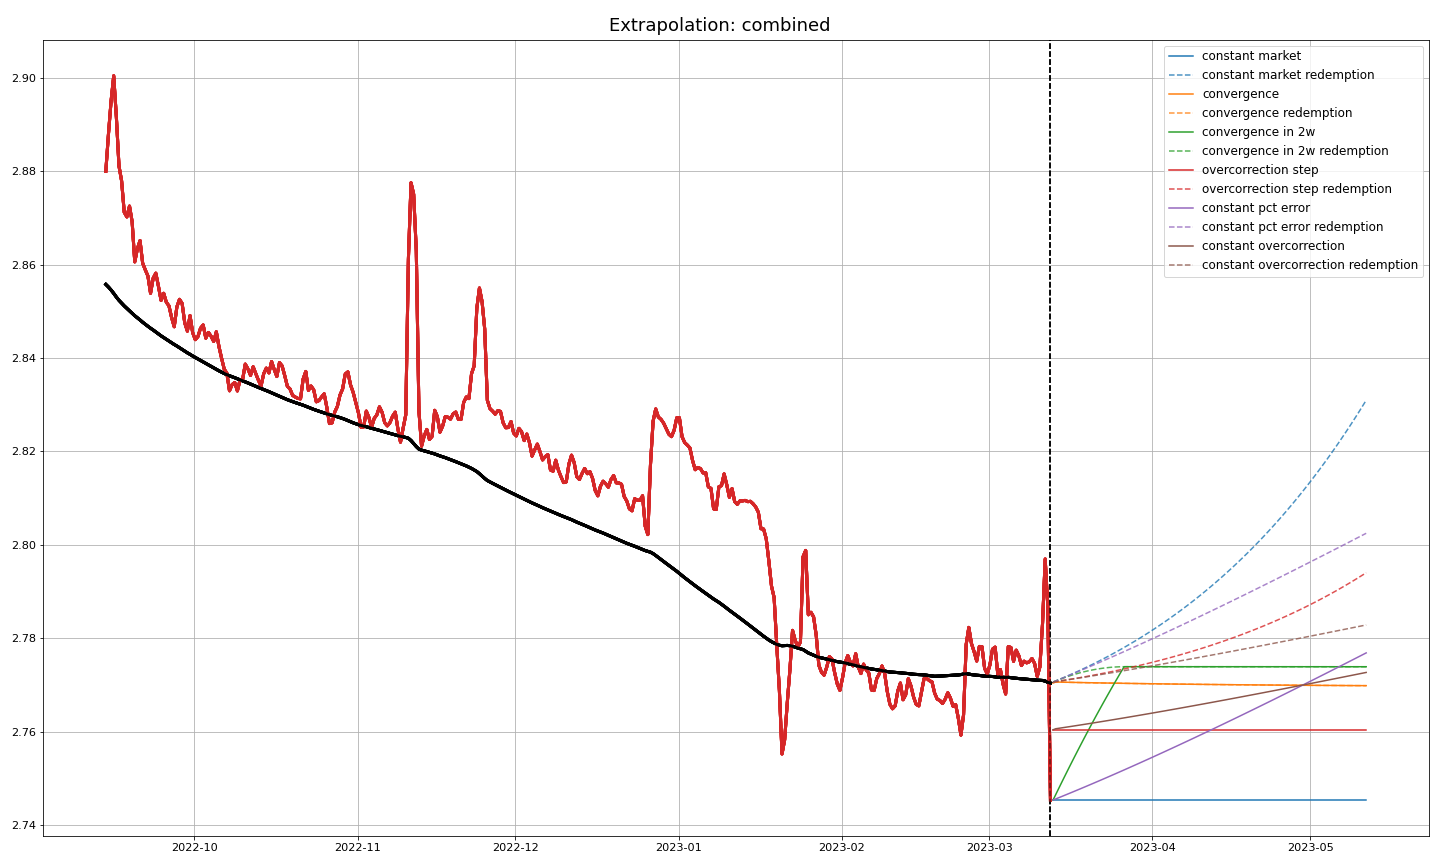 Extrapolation: combined
constant market
constant market redemption
convergence
convergence redemption
convergence in 2w
convergence in 2w redemption
overcorrection step
overcorrection step redemption
constant pct error
constant pct error redemption
constant overcorrection
constant overcorrection redemption
2.90
2.88
2.86
2.84
2.82
2.80
2.78
2.76
2.74
2022-10 2022-11 2022-12 2023-01 2023-02 2023-03 2023-04 2023-05